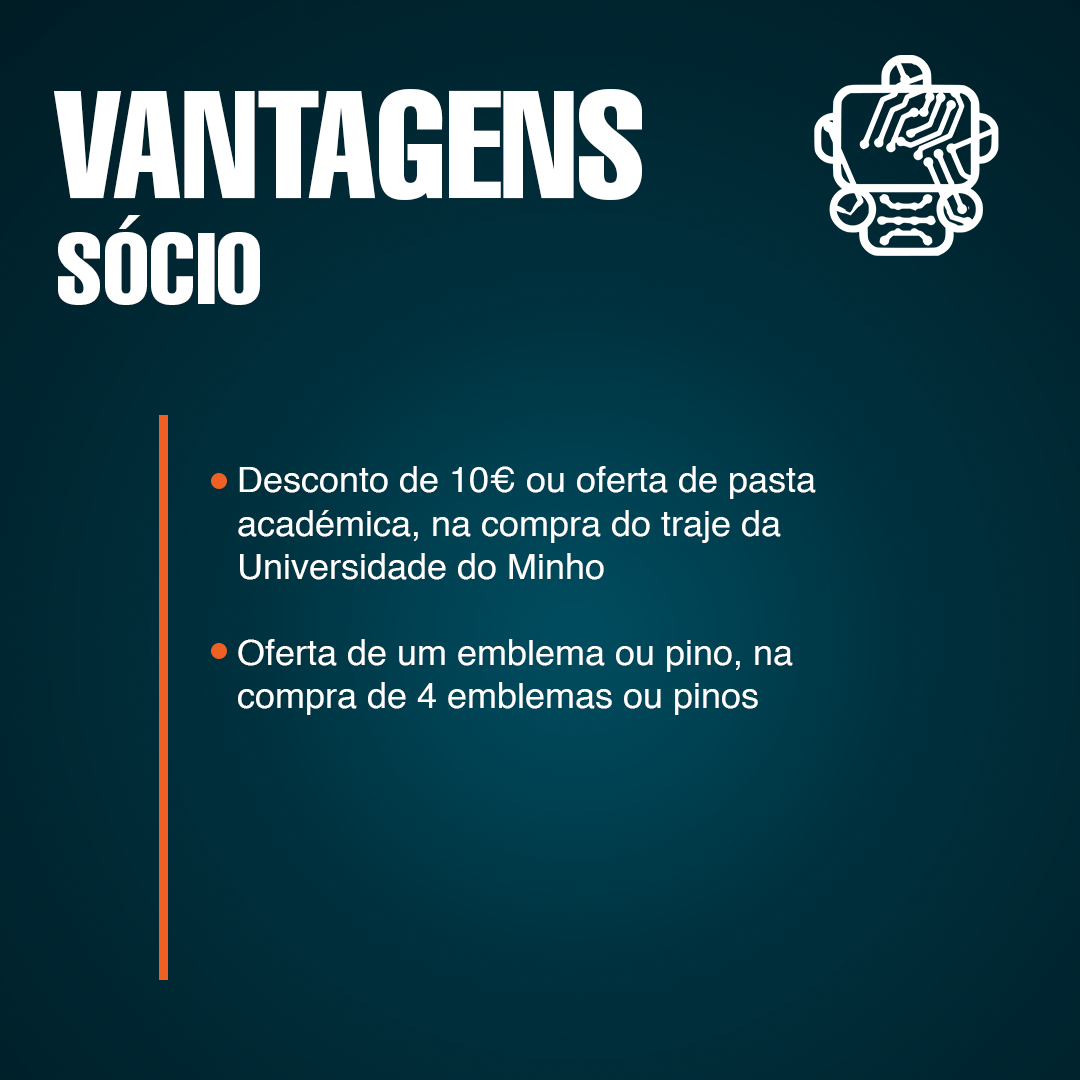 VANTAGENS
SÓCIO
Desconto de 10€ ou oferta de pasta
académica, na compra do traje da
Universidade do Minho
Oferta de um emblema ou pino, na
compra de 4 emblemas ou pinos